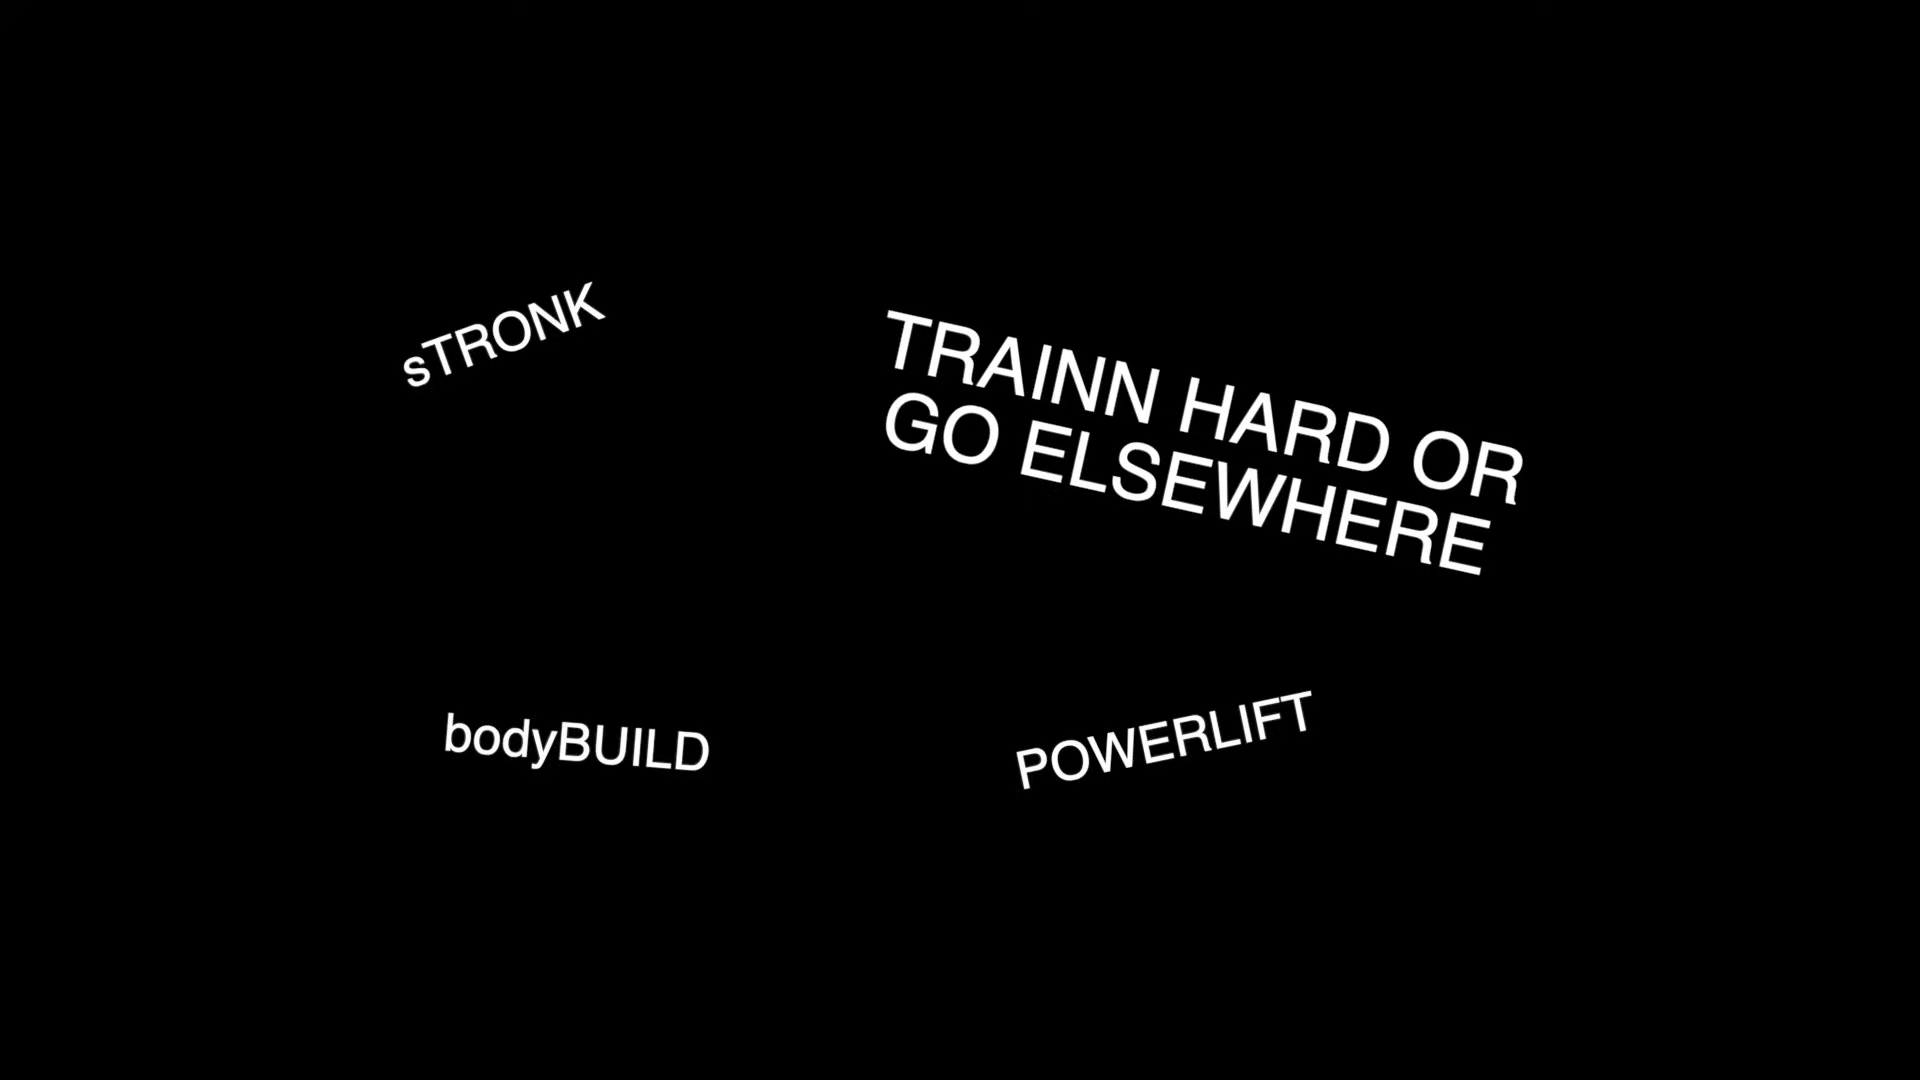 sTRONK
TRAINN HARD OR
GO ELSEWHERE
bodyBUILD
POWERLIFT